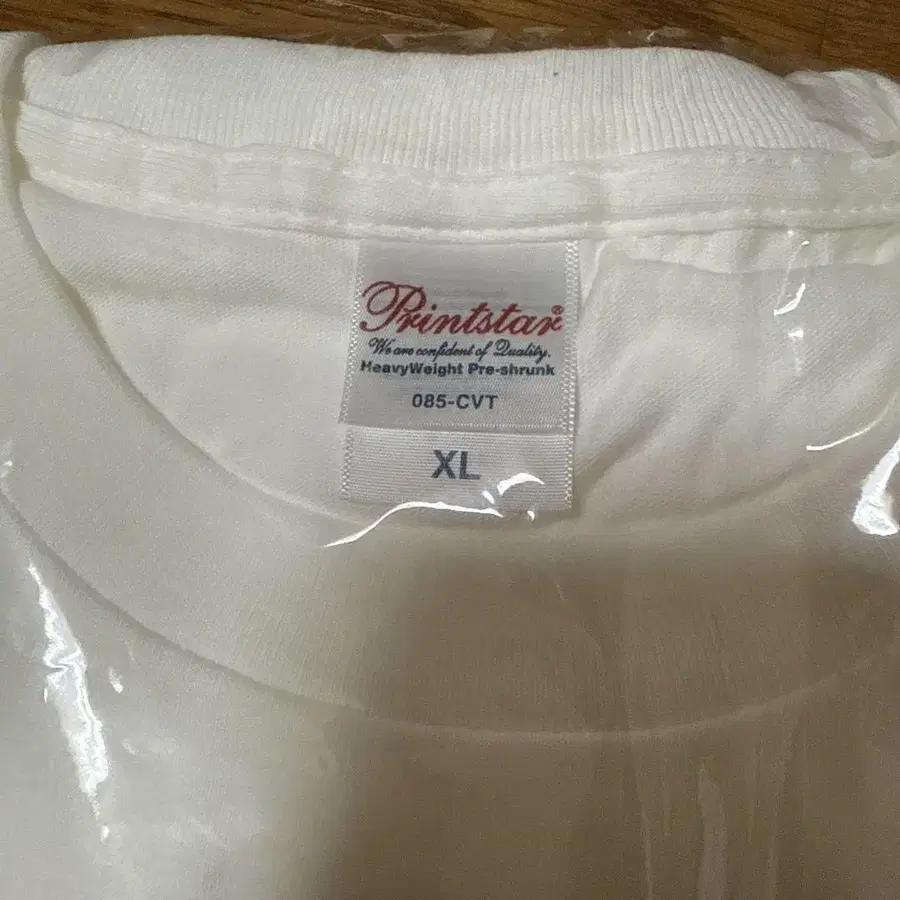 Printstar®
We are confident of Quality.
HeavyWeight Pre-shrunk
085-CVT
XL